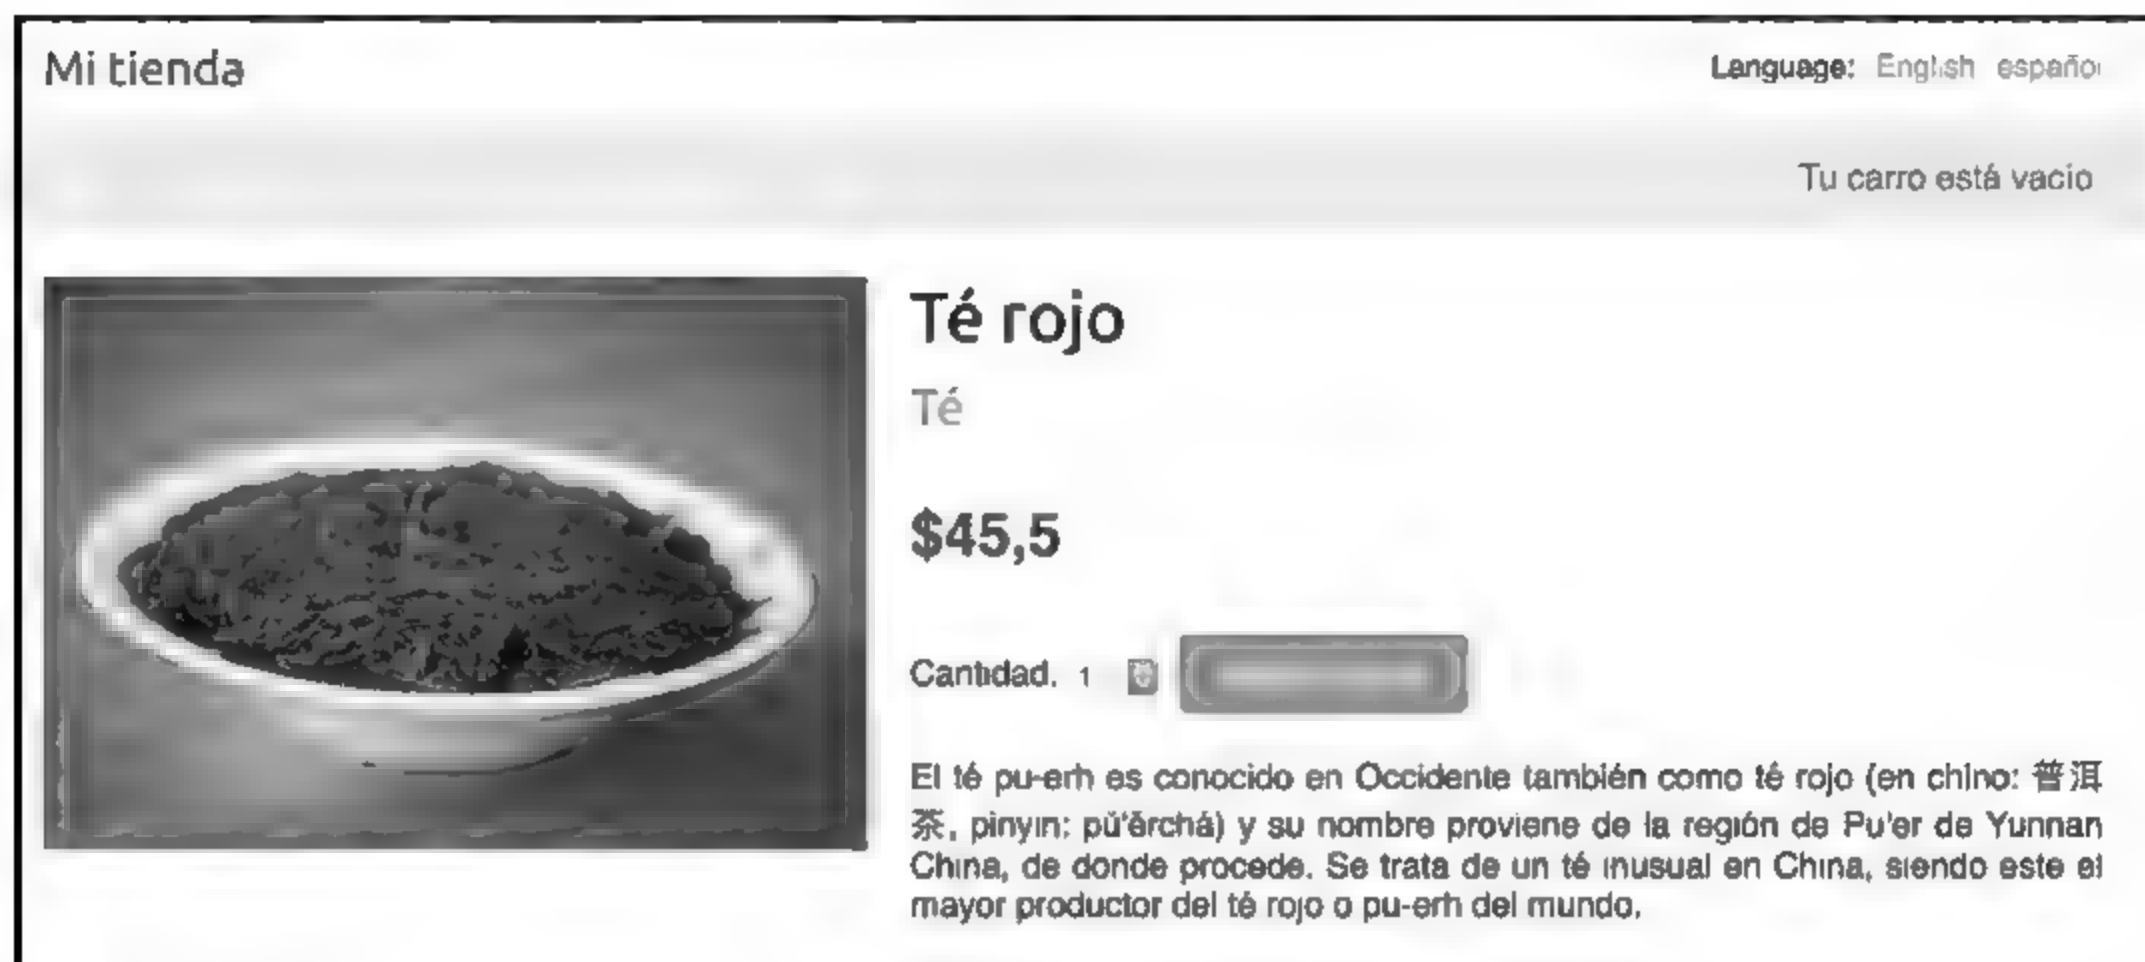 Mi tienda
Language: English español
Tu carro está vacío
Té rojo
Té
$45,5
Cantidad. 1
El té pu-erh es conocido en Occidente también como té rojo (en chino: 普洱
茶, pinyin: pǔ'ěrchá) y su nombre proviene de la región de Pu'er de Yunnan
China, de donde procede. Se trata de un té inusual en China, siendo este el
mayor productor del té rojo o pu-erh del mundo.